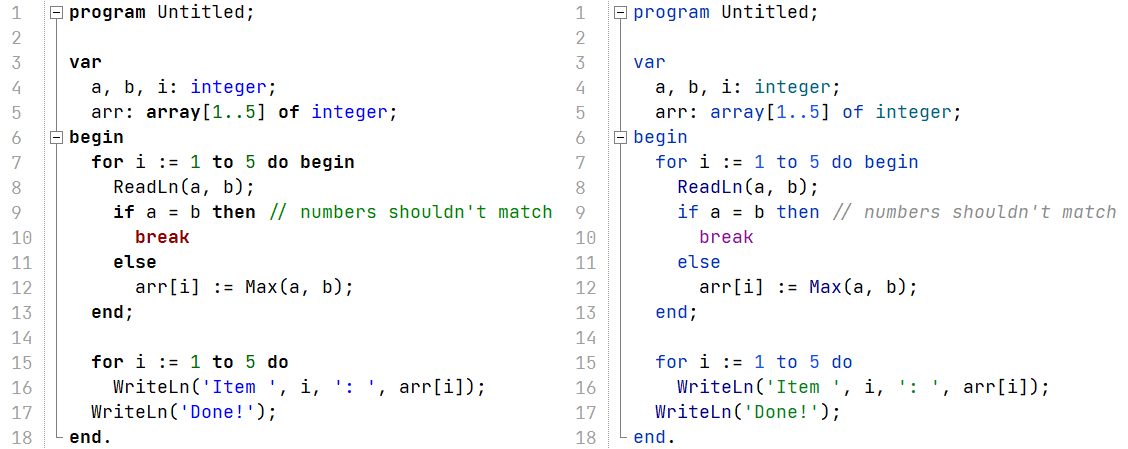 1 program Untitled;
2
3 var
4   a, b, i: integer;
5   arr: array[1..5] of integer;
6 begin
7   for i := 1 to 5 do begin
8     ReadLn(a, b);
9     if a = b then // numbers shouldn't match
10       break
11     else
12       arr[i] := Max(a, b);
13   end;
14
15   for i := 1 to 5 do
16     WriteLn('Item ', i, ': ', arr[i]);
17   WriteLn('Done!');
18 end.
1 program Untitled;
2
3 var
4   a, b, i: integer;
5   arr: array[1..5] of integer;
6 begin
7   for i := 1 to 5 do begin
8     ReadLn(a, b);
9     if a = b then // numbers shouldn't match
10       break
11     else
12       arr[i] := Max(a, b);
13   end;
14
15   for i := 1 to 5 do
16     WriteLn('Item ', i, ': ', arr[i]);
17   WriteLn('Done!');
18 end.